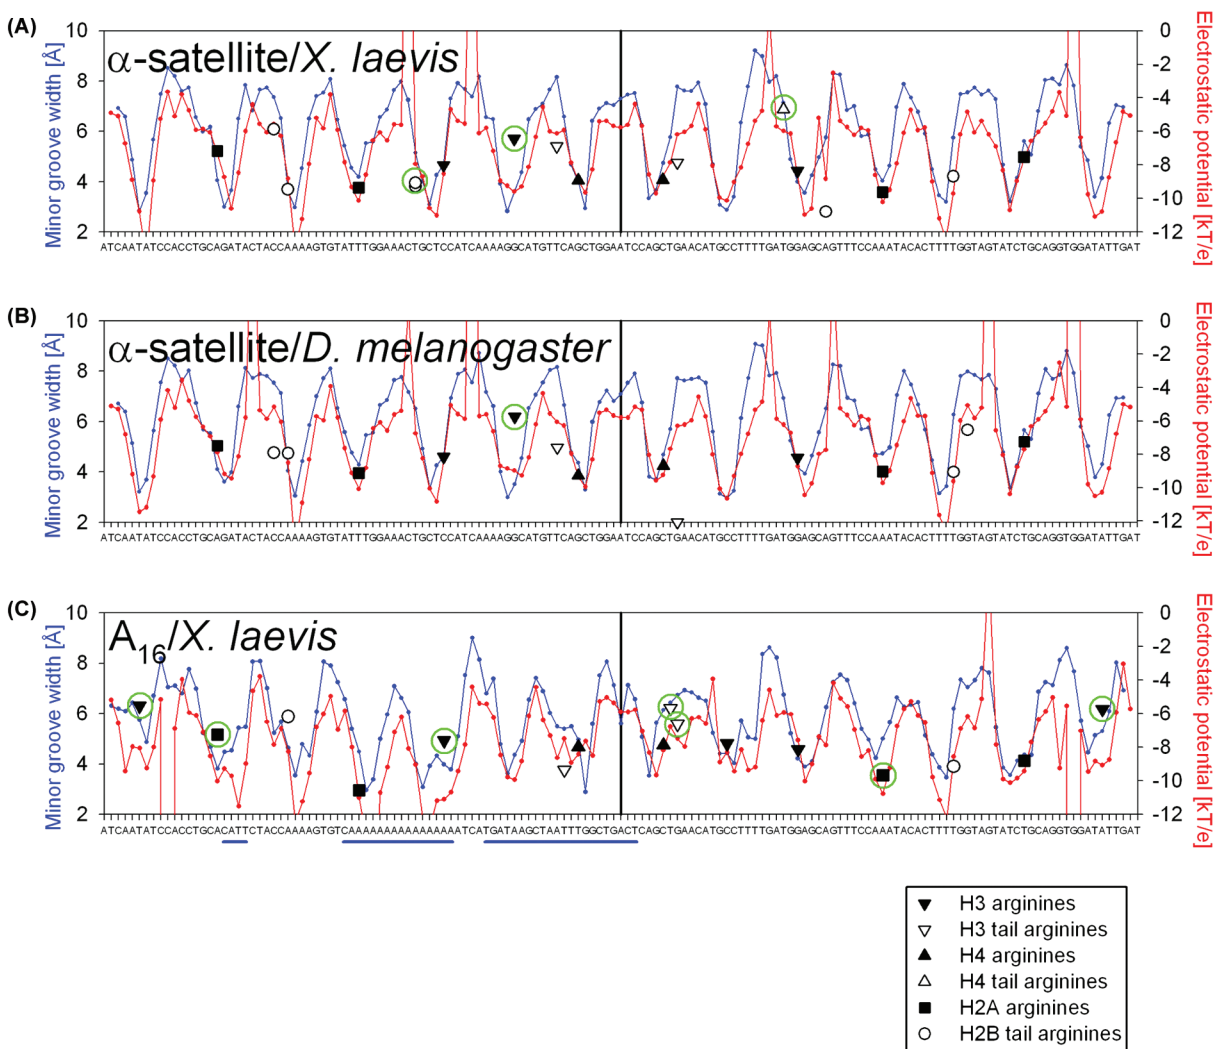 (A)
10
8
6
4
2
Minor groove width [Å]
α-satellite/X. laevis
0
-2
-4
-6
-8
-10
-12
Electrostatic potential [kT/e]
ATCAATATCCACCTGCAGATACTACCAAAAGTGTATTTGGAAACTGCTCCATCAAAAGGCATGTTCAGCTGGAATCCAGCTGAACATGCCTTTTGATGGAGCAGTTTCCAAATACACTTTTGGTAGTATCTGCAGGTGGATATTGAT
(B)
10
8
6
4
2
Minor groove width [Å]
α-satellite/D. melanogaster
0
-2
-4
-6
-8
-10
-12
Electrostatic potential [kT/e]
ATCAATATCCACCTGCAGATACTACCAAAAGTGTATTTGGAAACTGCTCCATCAAAAGGCATGTTCAGCTGGAATCCAGCTGAACATGCCTTTTGATGGAGCAGTTTCCAAATACACTTTTGGTAGTATCTGCAGGTGGATATTGAT
(C)
10
8
6
4
2
Minor groove width [Å]
A16/X. laevis
0
-2
-4
-6
-8
-10
-12
Electrostatic potential [kT/e]
ATCAATATCCACCTGCACATTCTACCAAAAGTGTCAAAAAAAAAAAAAAAATCATGATAAGCTAATTTGGCTGACTCAGCTGAACATGCCTTTTGATGGAGCAGTTTCCAAATACACTTTTGGTAGTATCTGCAGGTGGATATTGAT
H3 arginines
H3 tail arginines
H4 arginines
H4 tail arginines
H2A arginines
H2B tail arginines